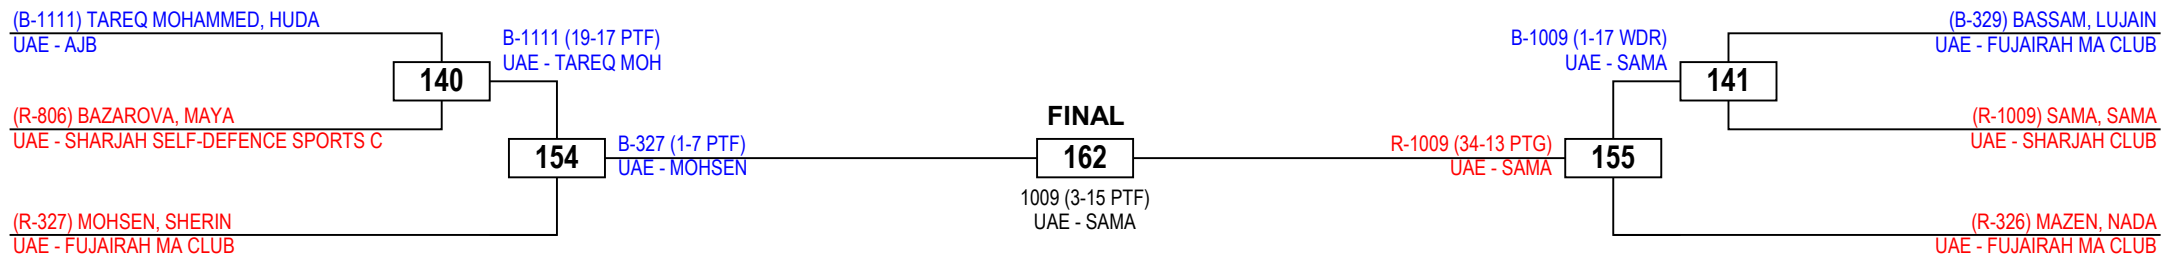 (B-1111) TAREQ MOHAMMED, HUDA
UAE - AJB
B-1111 (19-17 PTF)
UAE - TAREQ MOH
140
(R-806) BAZAROVA, MAYA
UAE - SHARJAH SELF-DEFENCE SPORTS C
154
B-327 (1-7 PTF)
UAE - MOHSEN
(R-327) MOHSEN, SHERIN
UAE - FUJAIRAH MA CLUB
FINAL
162
1009 (3-15 PTF)
UAE - SAMA
B-1009 (1-17 WDR)
UAE - SAMA
(B-329) BASSAM, LUJAIN
UAE - FUJAIRAH MA CLUB
141
(R-1009) SAMA, SAMA
UAE - SHARJAH CLUB
R-1009 (34-13 PTG)
UAE - SAMA
155
(R-326) MAZEN, NADA
UAE - FUJAIRAH MA CLUB